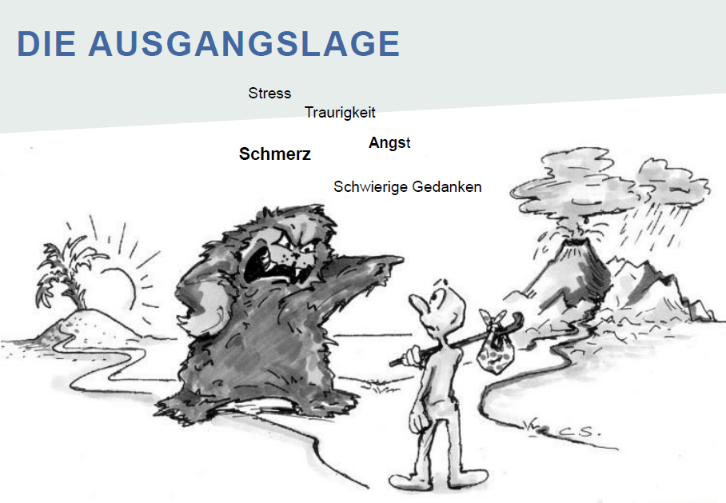 DIE AUSGANGSLAGE
Stress
Traurigkeit
Angst
Schmerz
Schwierige Gedanken
C.S.